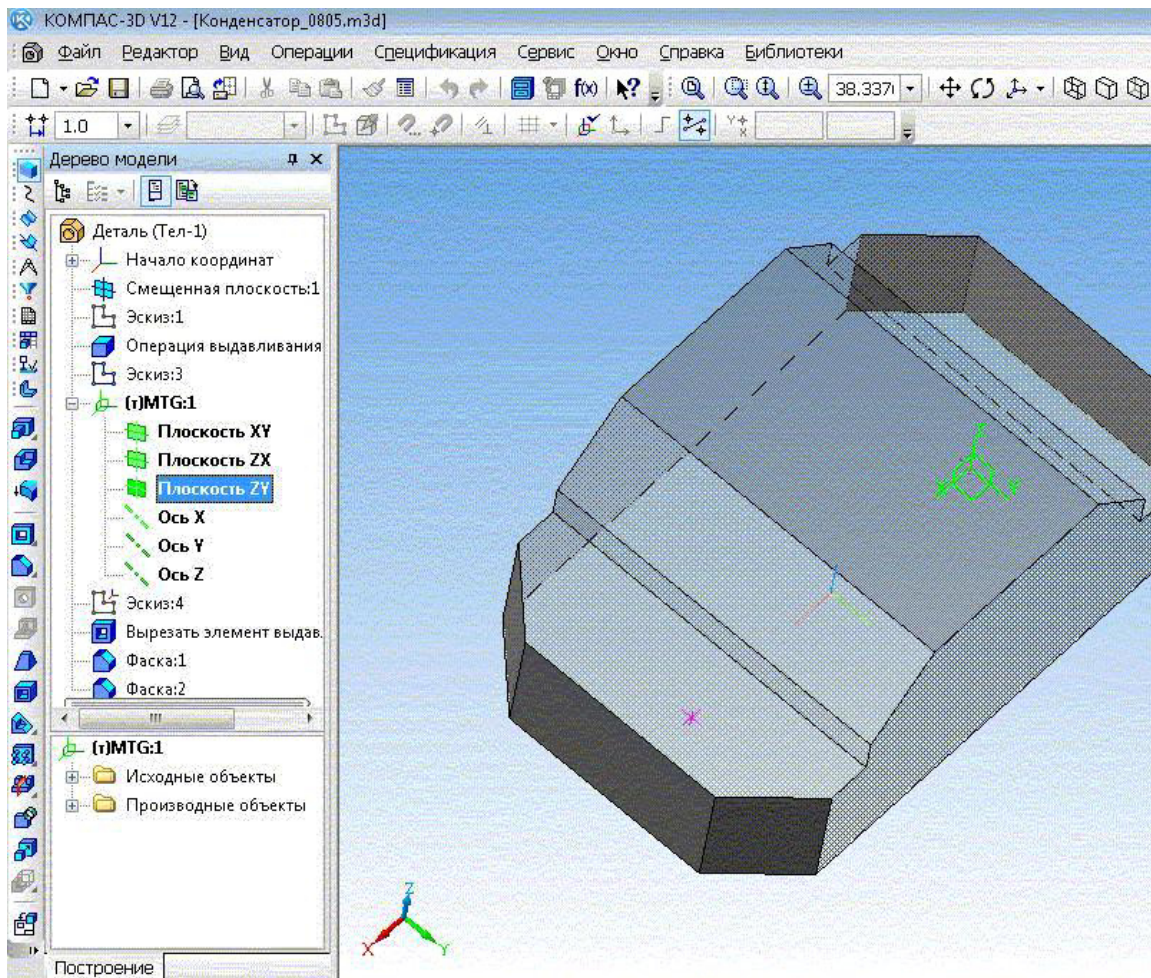 КОМПАС-3D V12 - [Конденсатор_0805.m3d]
Файл Редактор Вид Операции Спецификация Сервис Окно Справка Библиотеки
f(x) 38.337
1.0
Дерево модели
Деталь (Тел-1)
Начало координат
Смещенная плоскость:1
Эскиз:1
Операция выдавливания
Эскиз:3
(т)MTG:1
Плоскость XY
Плоскость ZX
Плоскость ZY
Ось X
Ось Y
Ось Z
Эскиз:4
Вырезать элемент выдав.
Фаска:1
Фаска:2
(т)MTG:1
Исходные объекты
Производные объекты
Z
X Y
Построение